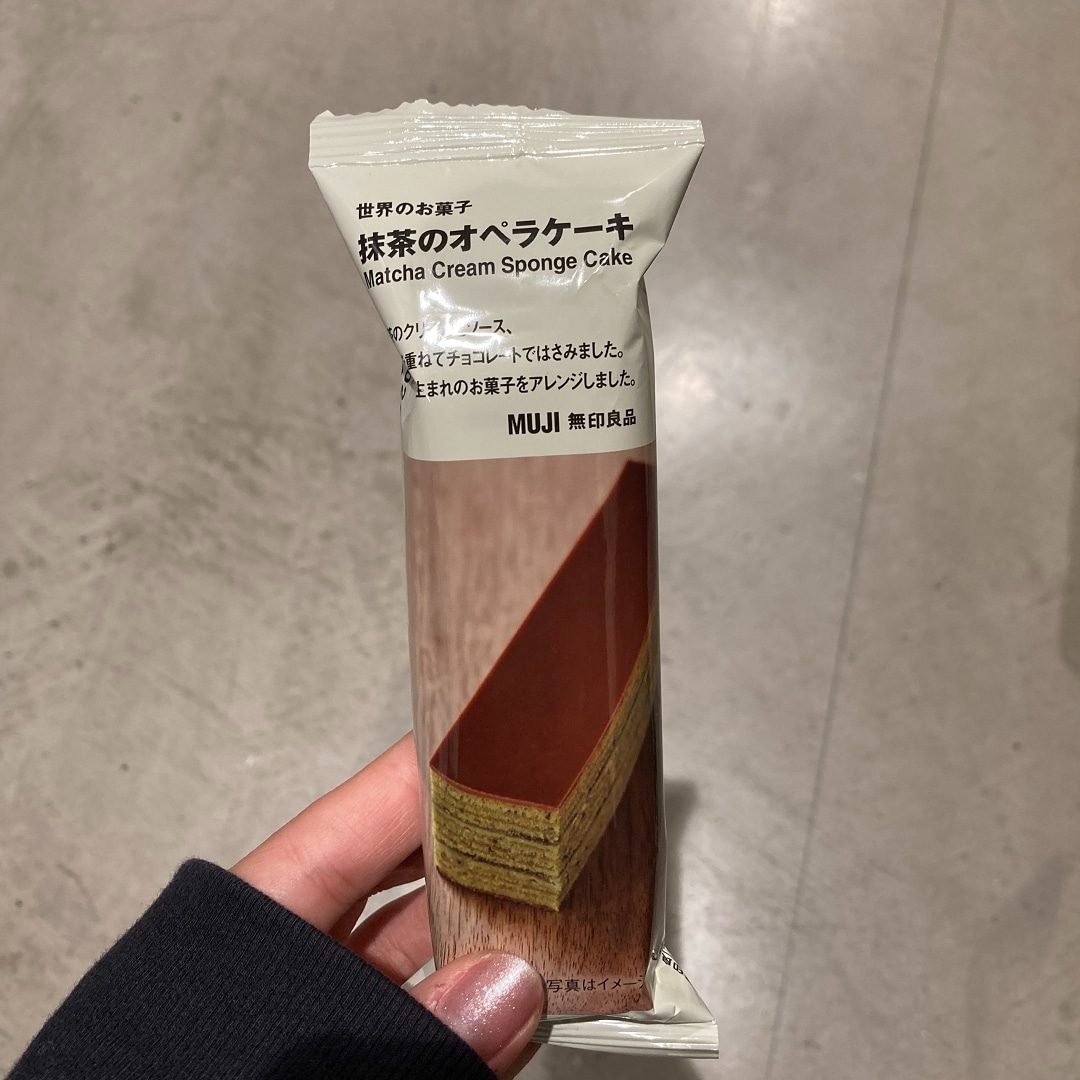 世界のお菓子
抹茶のオペラケーキ
Matcha Cream Sponge Cake
のクリ ソース、
重ねてチョコレートではさみました。
生まれのお菓子をアレンジしました。
MUJI 無印良品
写真はイメー